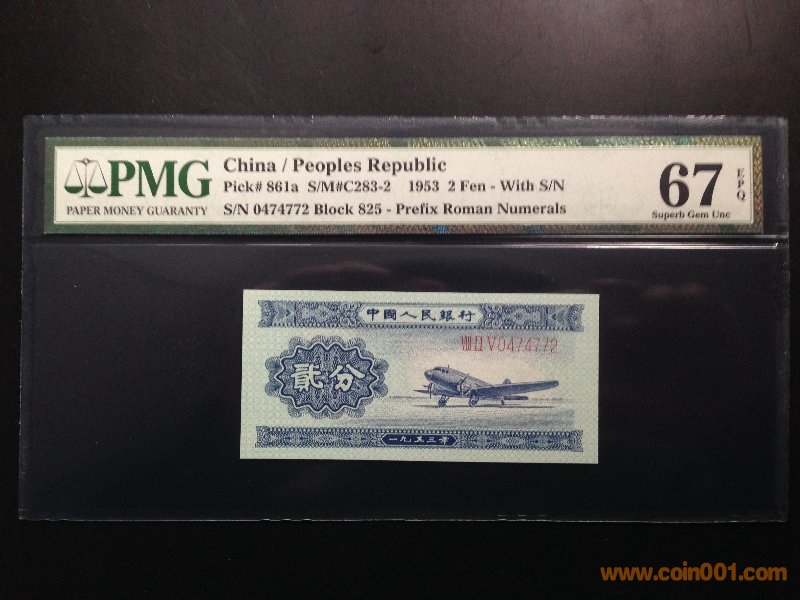 PMG
PAPER MONEY GUARANTY
China / Peoples Republic
Pick# 861a S/M#C283-2 1953 2 Fen - With S/N
S/N 0474772 Block 825 - Prefix Roman Numerals
67
EPQ
Superb Gem Unc
中國人民銀行
VIII II V 0474772
貳分
一九五三年
www.coin001.com